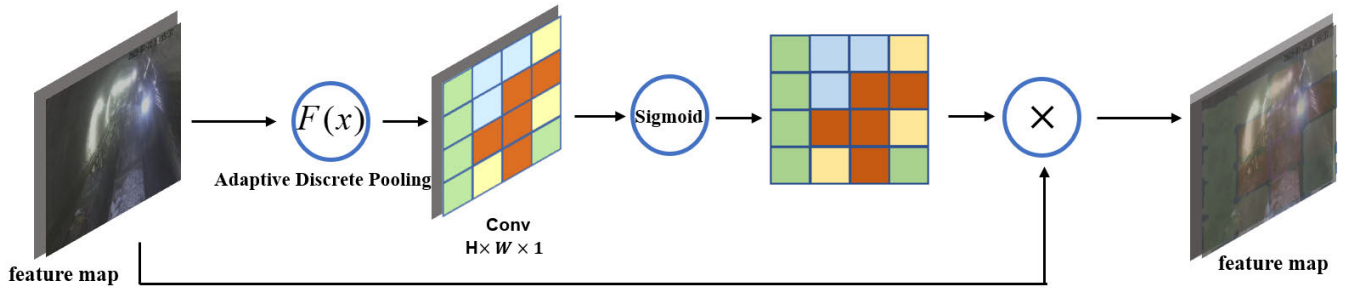 F(x)
Adaptive Discrete Pooling
Conv
H× W × 1
Sigmoid
×
feature map
feature map